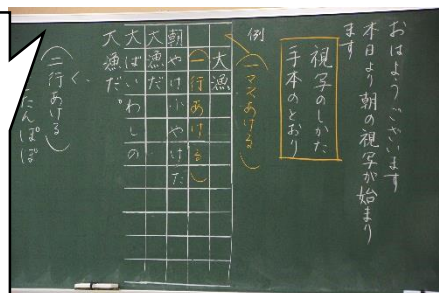 おはようございます
本日より朝の視写が始まり
ます
視写のしかた
手本のとおり
例
(一マスあける)
大漁
(一行あける)
朝やけ小やけだ
大漁だ
大ばいわしの
大漁だ。
(二行あける)
く、
たんぽぽ